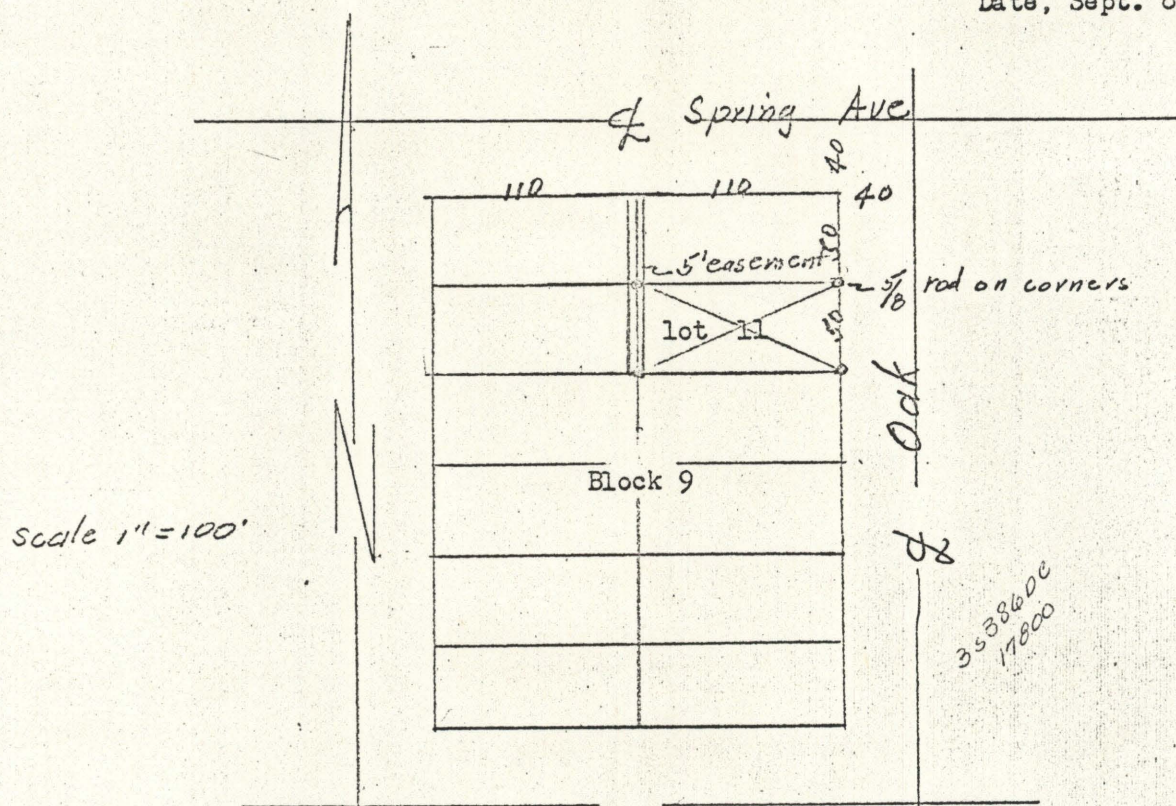 Date, Sept. 8
℄ Spring Ave
40
110 110 40
50
5' easement
5/8 rod on corners
lot 11
50
℄ Oak
Block 9
scale 1" = 100'
17800